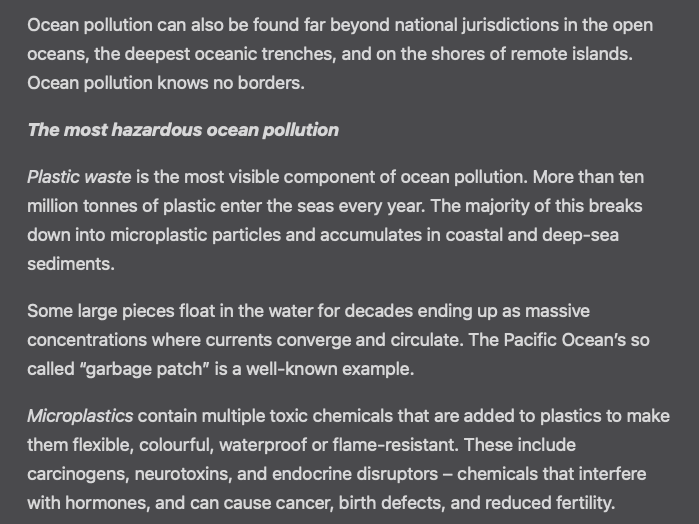 Ocean pollution can also be found far beyond national jurisdictions in the open
oceans, the deepest oceanic trenches, and on the shores of remote islands.
Ocean pollution knows no borders.
The most hazardous ocean pollution
Plastic waste is the most visible component of ocean pollution. More than ten
million tonnes of plastic enter the seas every year. The majority of this breaks
down into microplastic particles and accumulates in coastal and deep-sea
sediments.
Some large pieces float in the water for decades ending up as massive
concentrations where currents converge and circulate. The Pacific Ocean’s so
called “garbage patch” is a well-known example.
Microplastics contain multiple toxic chemicals that are added to plastics to make
them flexible, colourful, waterproof or flame-resistant. These include
carcinogens, neurotoxins, and endocrine disruptors – chemicals that interfere
with hormones, and can cause cancer, birth defects, and reduced fertility.